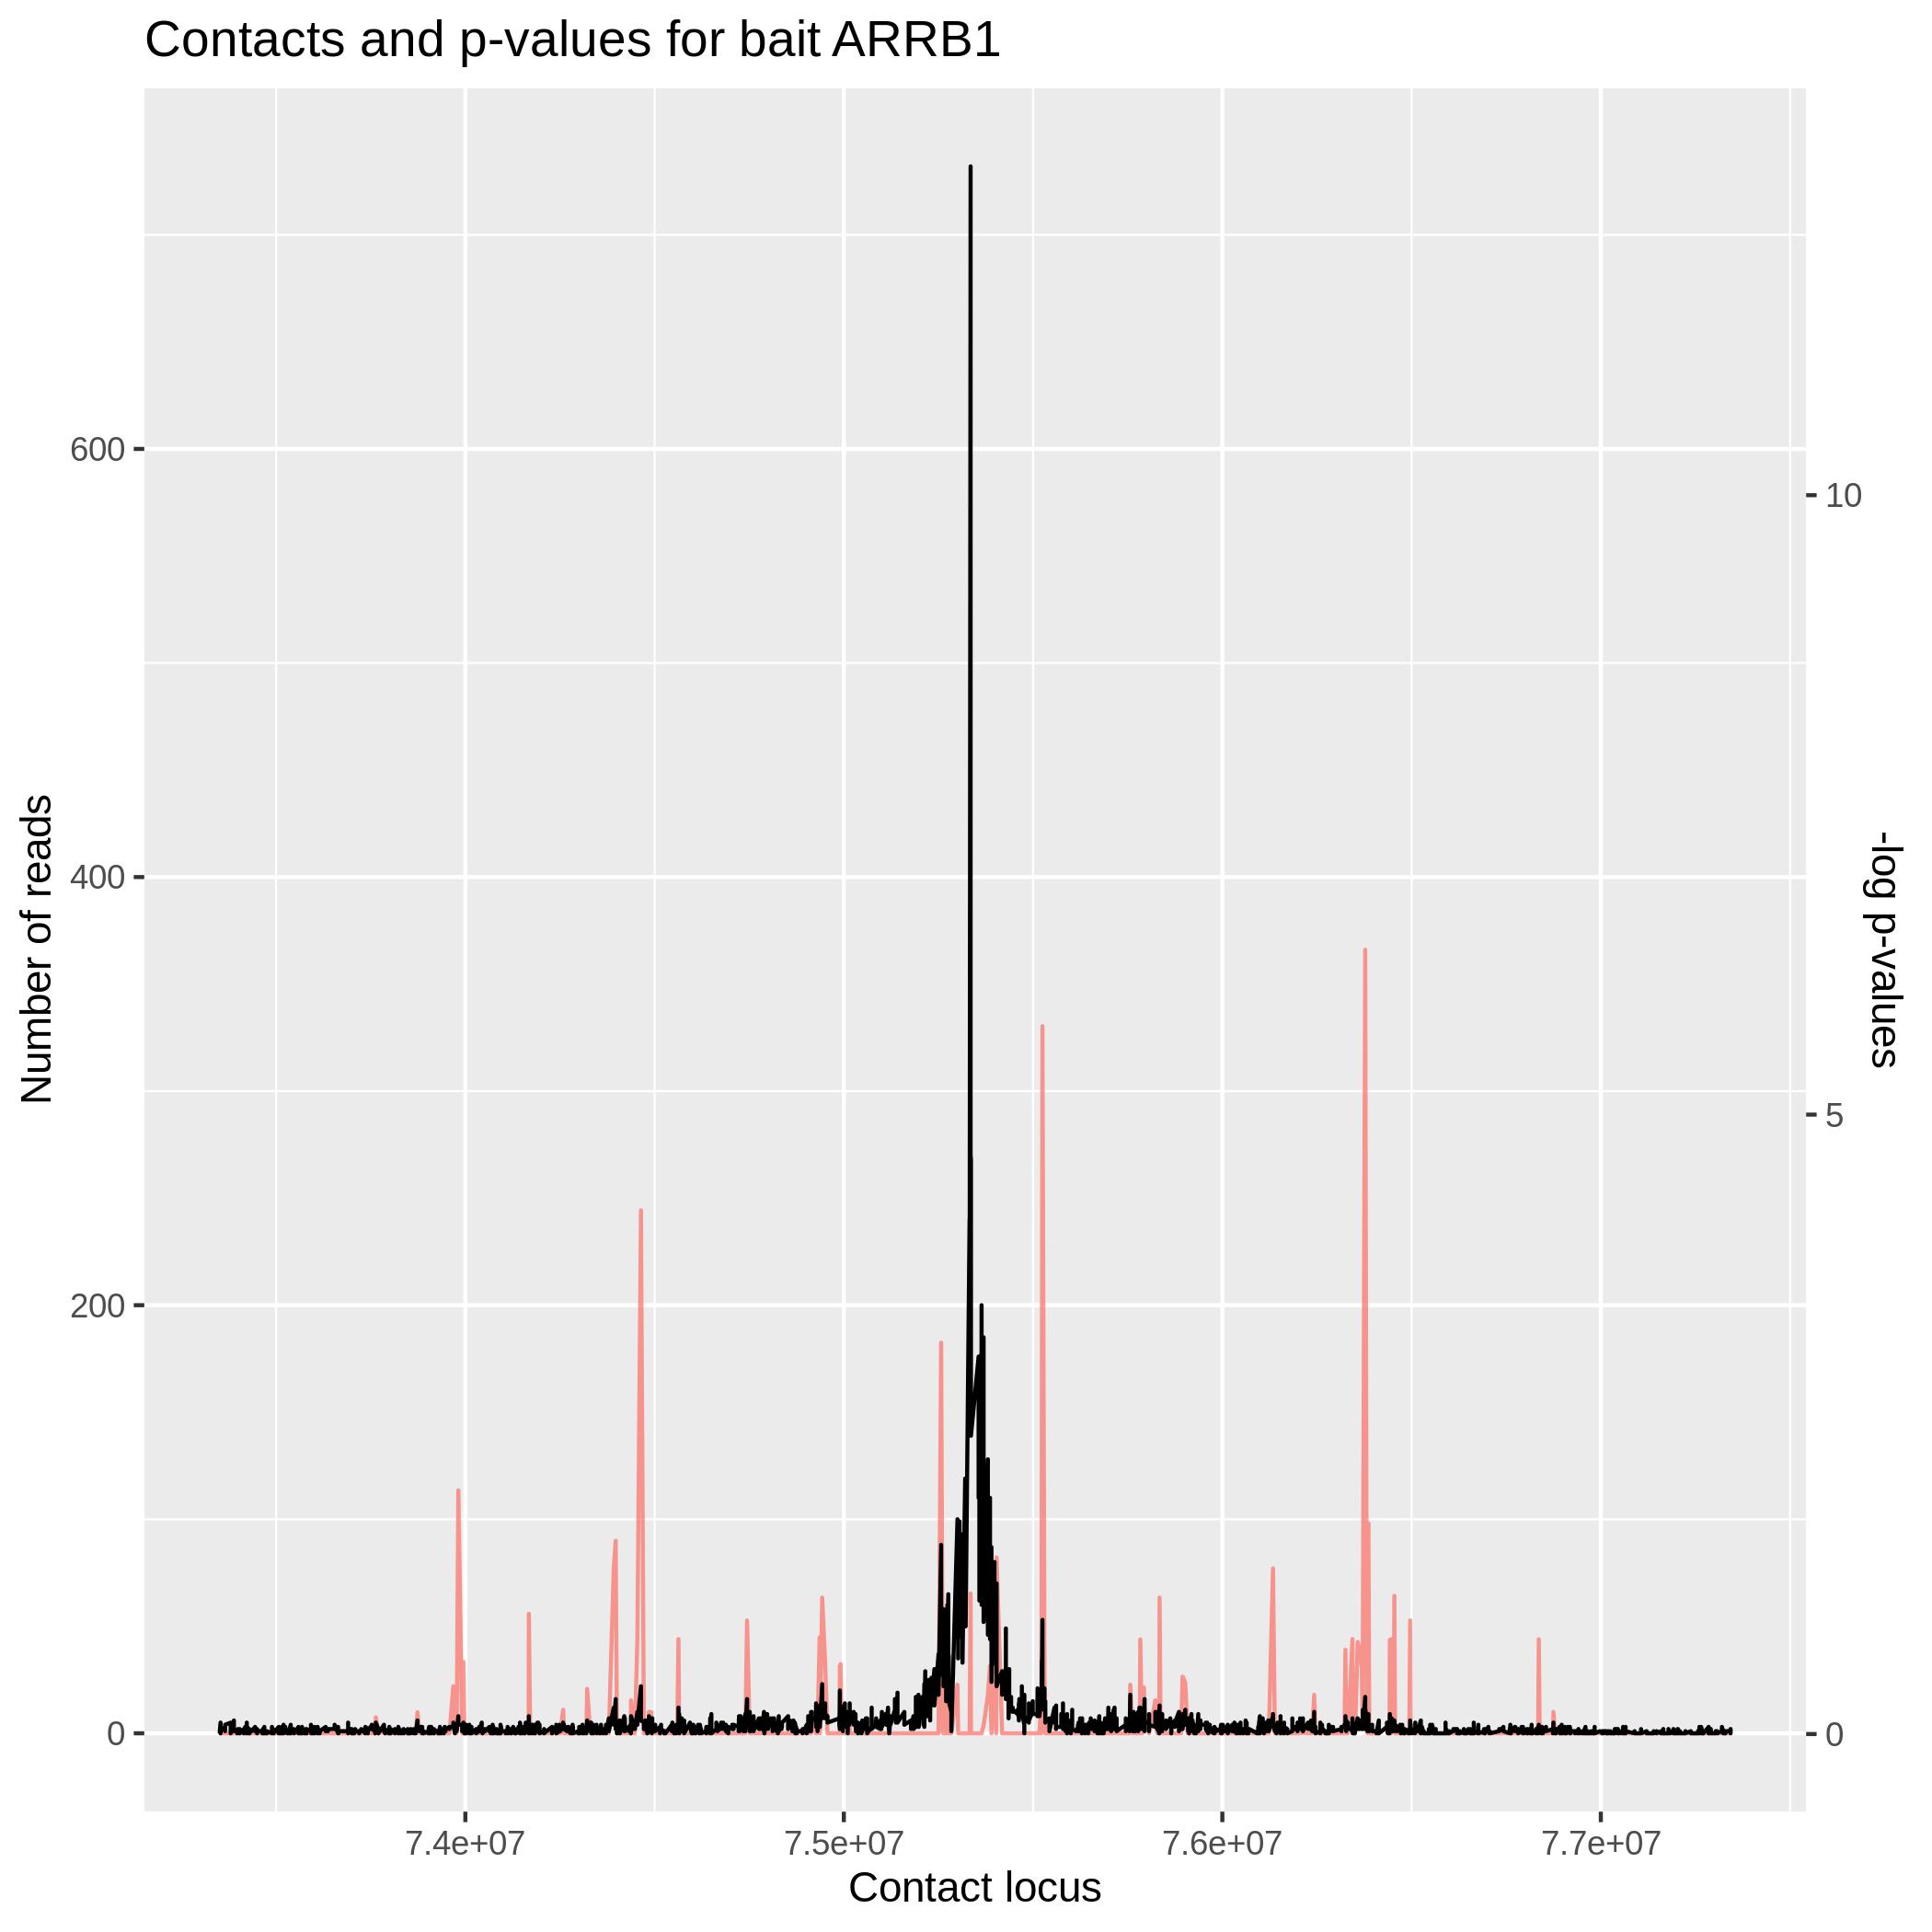 Contacts and p-values for bait ARRB1
Number of reads
600
400
200
0
10
5
0
-log p-values
7.4e+07 7.5e+07 7.6e+07 7.7e+07
Contact locus